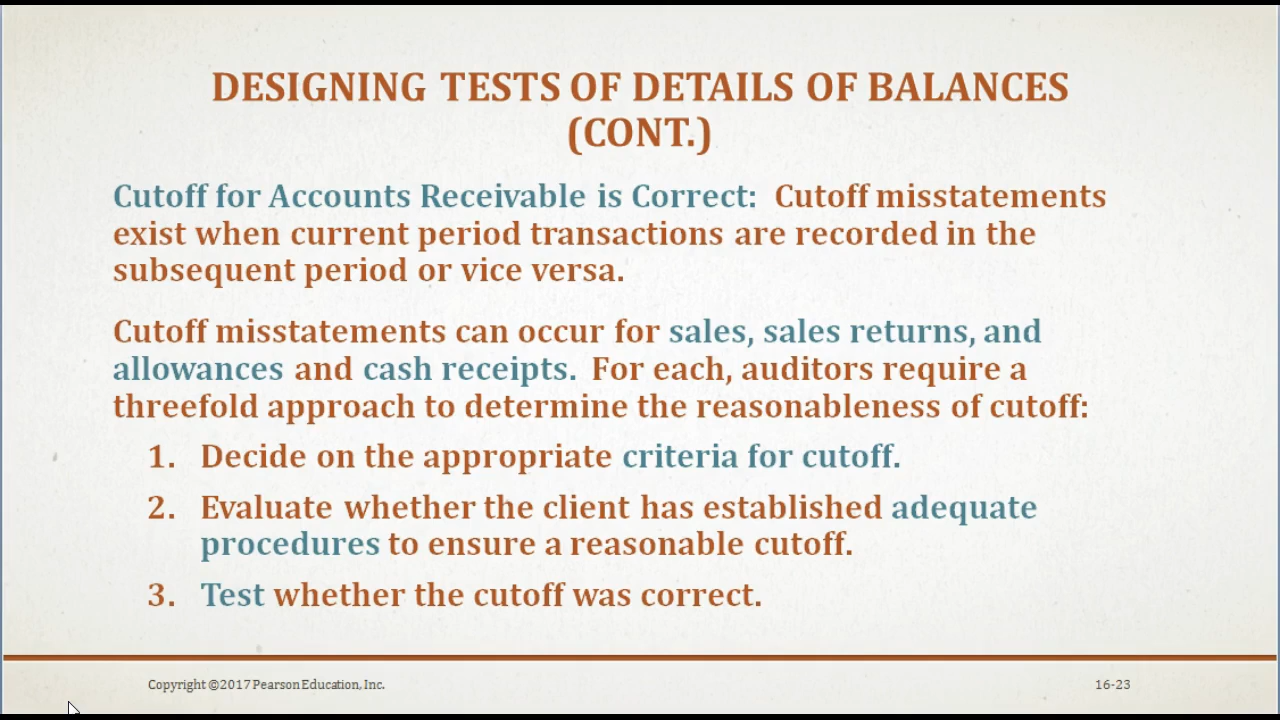 DESIGNING TESTS OF DETAILS OF BALANCES
(CONT.)
Cutoff for Accounts Receivable is Correct: Cutoff misstatements
exist when current period transactions are recorded in the
subsequent period or vice versa.
Cutoff misstatements can occur for sales, sales returns, and
allowances and cash receipts. For each, auditors require a
threefold approach to determine the reasonableness of cutoff:
1. Decide on the appropriate criteria for cutoff.
2. Evaluate whether the client has established adequate
procedures to ensure a reasonable cutoff.
3. Test whether the cutoff was correct.
Copyright ©2017 Pearson Education, Inc.
16-23